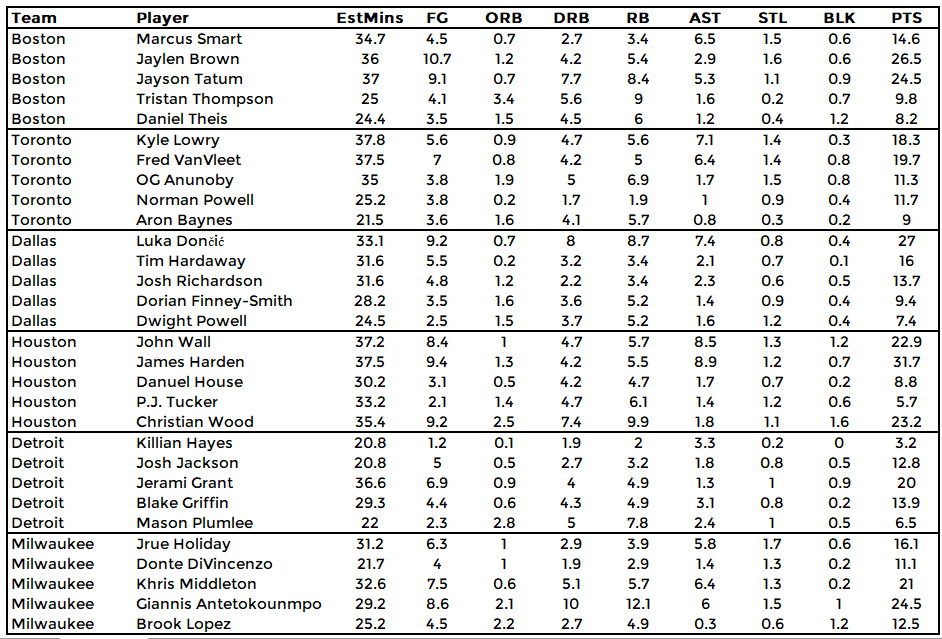 Team Player EstMins FG ORB DRB RB AST STL BLK PTS
Boston Marcus Smart 34.7 4.5 0.7 2.7 3.4 6.5 1.5 0.6 14.6
Boston Jaylen Brown 36 10.7 1.2 4.2 5.4 2.9 1.6 0.6 26.5
Boston Jayson Tatum 37 9.1 0.7 7.7 8.4 5.3 1.1 0.9 24.5
Boston Tristan Thompson 25 4.1 3.4 5.6 9 1.6 0.2 0.7 9.8
Boston Daniel Theis 24.4 3.5 1.5 4.5 6 1.2 0.4 1.2 8.2
Toronto Kyle Lowry 37.8 5.6 0.9 4.7 5.6 7.1 1.4 0.3 18.3
Toronto Fred VanVleet 37.5 7 0.8 4.2 5 6.4 1.4 0.8 19.7
Toronto OG Anunoby 35 3.8 1.9 5 6.9 1.7 1.5 0.8 11.3
Toronto Norman Powell 25.2 3.8 0.2 1.7 1.9 1 0.9 0.4 11.7
Toronto Aron Baynes 21.5 3.6 1.6 4.1 5.7 0.8 0.3 0.2 9
Dallas Luka Dončić 33.1 9.2 0.7 8 8.7 7.4 0.8 0.4 27
Dallas Tim Hardaway 31.6 5.5 0.2 3.2 3.4 2.1 0.7 0.1 16
Dallas Josh Richardson 31.6 4.8 1.2 2.2 3.4 2.3 0.6 0.5 13.7
Dallas Dorian Finney-Smith 28.2 3.5 1.6 3.6 5.2 1.4 0.9 0.4 9.4
Dallas Dwight Powell 24.5 2.5 1.5 3.7 5.2 1.6 1.2 0.4 7.4
Houston John Wall 37.2 8.4 1 4.7 5.7 8.5 1.3 1.2 22.9
Houston James Harden 37.5 9.4 1.3 4.2 5.5 8.9 1.2 0.7 31.7
Houston Danuel House 30.2 3.1 0.5 4.2 4.7 1.7 0.7 0.2 8.8
Houston P.J. Tucker 33.2 2.1 1.4 4.7 6.1 1.4 1.2 0.6 5.7
Houston Christian Wood 35.4 9.2 2.5 7.4 9.9 1.8 1.1 1.6 23.2
Detroit Killian Hayes 20.8 1.2 0.1 1.9 2 3.3 0.2 0 3.2
Detroit Josh Jackson 20.8 5 0.5 2.7 3.2 1.8 0.8 0.5 12.8
Detroit Jerami Grant 36.6 6.9 0.9 4 4.9 1.3 1 0.9 20
Detroit Blake Griffin 29.3 4.4 0.6 4.3 4.9 3.1 0.8 0.2 13.9
Detroit Mason Plumlee 22 2.3 2.8 5 7.8 2.4 1 0.5 6.5
Milwaukee Jrue Holiday 31.2 6.3 1 2.9 3.9 5.8 1.7 0.6 16.1
Milwaukee Donte DiVincenzo 21.7 4 1 1.9 2.9 1.4 1.3 0.2 11.1
Milwaukee Khris Middleton 32.6 7.5 0.6 5.1 5.7 6.4 1.3 0.2 21
Milwaukee Giannis Antetokounmpo 29.2 8.6 2.1 10 12.1 6 1.5 1 24.5
Milwaukee Brook Lopez 25.2 4.5 2.2 2.7 4.9 0.3 0.6 1.2 12.5